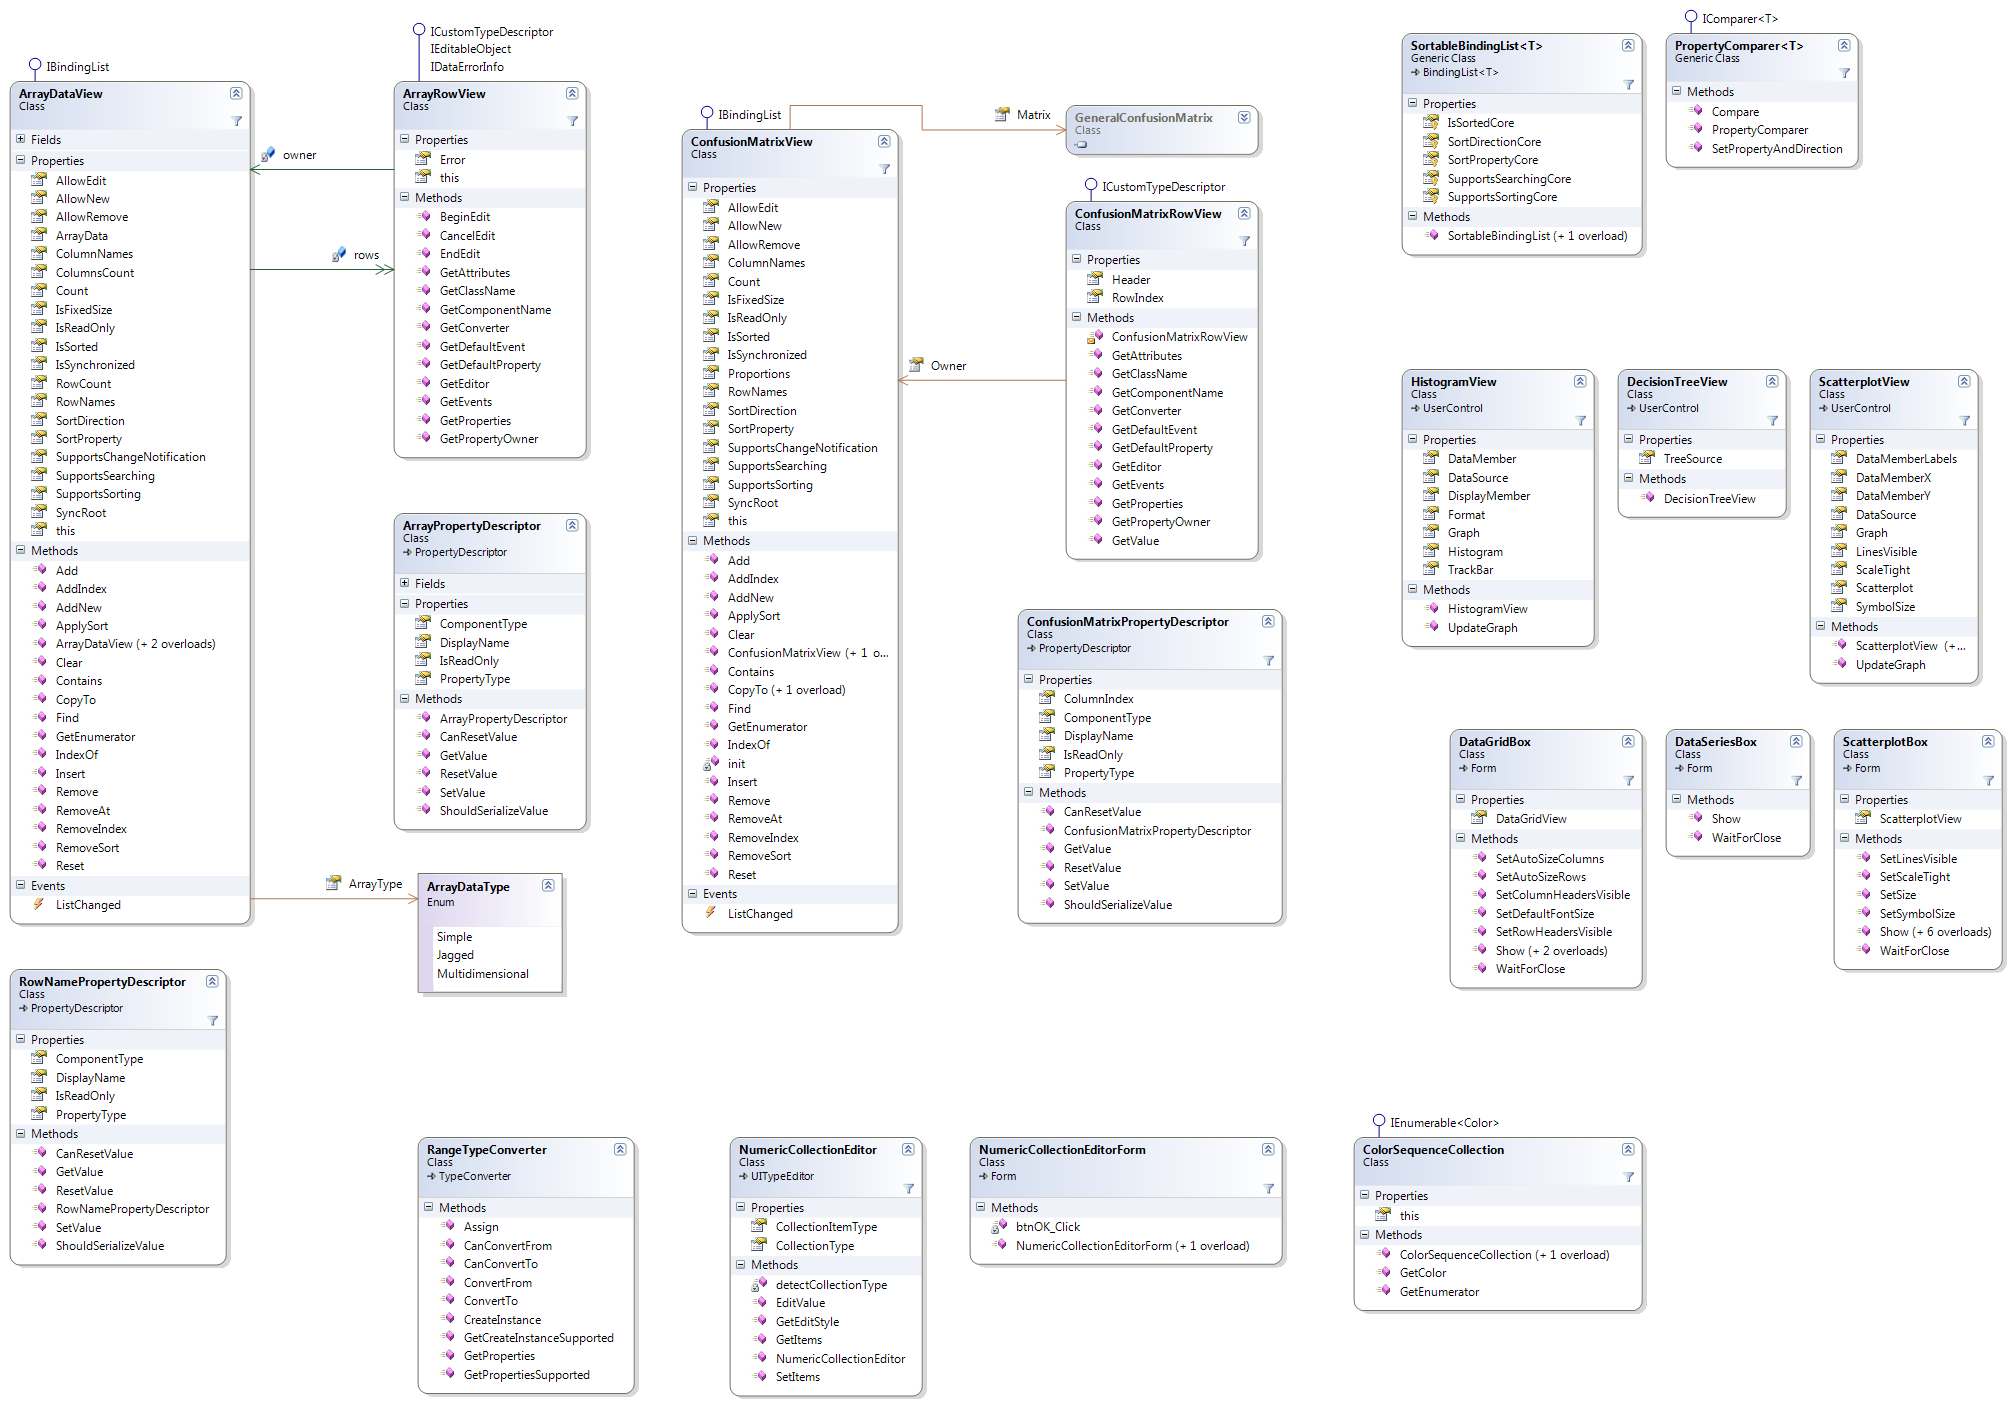 IBindingList
ArrayDataView
Class
Fields
Properties
AllowEdit
AllowNew
AllowRemove
ArrayData
ColumnNames
ColumnsCount
Count
IsFixedSize
IsReadOnly
IsSorted
IsSynchronized
RowCount
RowNames
SortDirection
SortProperty
SupportsChangeNotification
SupportsSearching
SupportsSorting
SyncRoot
this
Methods
Add
AddIndex
AddNew
ApplySort
ArrayDataView (+ 2 overloads)
Clear
Contains
CopyTo
Find
GetEnumerator
IndexOf
Insert
Remove
RemoveAt
RemoveIndex
RemoveSort
Reset
Events
ListChanged
owner
rows
ArrayType
ICustomTypeDescriptor
IEditableObject
IDataErrorInfo
ArrayRowView
Class
Properties
Error
this
Methods
BeginEdit
CancelEdit
EndEdit
GetAttributes
GetClassName
GetComponentName
GetConverter
GetDefaultEvent
GetDefaultProperty
GetEditor
GetEvents
GetProperties
GetPropertyOwner
ArrayPropertyDescriptor
Class
PropertyDescriptor
Fields
Properties
ComponentType
DisplayName
IsReadOnly
PropertyType
Methods
ArrayPropertyDescriptor
CanResetValue
GetValue
ResetValue
SetValue
ShouldSerializeValue
ArrayDataType
Enum
Simple
Jagged
Multidimensional
RowNamePropertyDescriptor
Class
PropertyDescriptor
Properties
ComponentType
DisplayName
IsReadOnly
PropertyType
Methods
CanResetValue
GetValue
ResetValue
RowNamePropertyDescriptor
SetValue
ShouldSerializeValue
IBindingList
ConfusionMatrixView
Class
Properties
AllowEdit
AllowNew
AllowRemove
ColumnNames
Count
IsFixedSize
IsReadOnly
IsSorted
IsSynchronized
Proportions
RowNames
SortDirection
SortProperty
SupportsChangeNotification
SupportsSearching
SupportsSorting
SyncRoot
this
Methods
Add
AddIndex
AddNew
ApplySort
Clear
ConfusionMatrixView (+ 1 o...
Contains
CopyTo (+ 1 overload)
Find
GetEnumerator
IndexOf
init
Insert
Remove
RemoveAt
RemoveIndex
RemoveSort
Reset
Events
ListChanged
Matrix
GeneralConfusionMatrix
Class
Owner
ICustomTypeDescriptor
ConfusionMatrixRowView
Class
Properties
Header
RowIndex
Methods
ConfusionMatrixRowView
GetAttributes
GetClassName
GetComponentName
GetConverter
GetDefaultEvent
GetDefaultProperty
GetEditor
GetEvents
GetProperties
GetPropertyOwner
GetValue
ConfusionMatrixPropertyDescriptor
Class
PropertyDescriptor
Properties
ColumnIndex
ComponentType
DisplayName
IsReadOnly
PropertyType
Methods
CanResetValue
ConfusionMatrixPropertyDescriptor
GetValue
ResetValue
SetValue
ShouldSerializeValue
SortableBindingList<T>
Generic Class
BindingList<T>
Properties
IsSortedCore
SortDirectionCore
SortPropertyCore
SupportsSearchingCore
SupportsSortingCore
Methods
SortableBindingList (+ 1 overload)
IComparer<T>
PropertyComparer<T>
Generic Class
Methods
Compare
PropertyComparer
SetPropertyAndDirection
HistogramView
Class
UserControl
Properties
DataMember
DataSource
DisplayMember
Format
Graph
Histogram
TrackBar
Methods
HistogramView
UpdateGraph
DecisionTreeView
Class
UserControl
Properties
TreeSource
Methods
DecisionTreeView
ScatterplotView
Class
UserControl
Properties
DataMemberLabels
DataMemberX
DataMemberY
DataSource
Graph
LinesVisible
ScaleTight
Scatterplot
SymbolSize
Methods
ScatterplotView (+...
UpdateGraph
DataGridBox
Class
Form
Properties
DataGridView
Methods
SetAutoSizeColumns
SetAutoSizeRows
SetColumnHeadersVisible
SetDefaultFontSize
SetRowHeadersVisible
Show (+ 2 overloads)
WaitForClose
DataSeriesBox
Class
Form
Methods
Show
WaitForClose
ScatterplotBox
Class
Form
Properties
ScatterplotView
Methods
SetLinesVisible
SetScaleTight
SetSize
SetSymbolSize
Show (+ 6 overloads)
WaitForClose
RangeTypeConverter
Class
TypeConverter
Methods
Assign
CanConvertFrom
CanConvertTo
ConvertFrom
ConvertTo
CreateInstance
GetCreateInstanceSupported
GetProperties
GetPropertiesSupported
NumericCollectionEditor
Class
UITypeEditor
Properties
CollectionItemType
CollectionType
Methods
detectCollectionType
EditValue
GetEditStyle
GetItems
NumericCollectionEditor
SetItems
NumericCollectionEditorForm
Class
Form
Methods
btnOK_Click
NumericCollectionEditorForm (+ 1 overload)
IEnumerable<Color>
ColorSequenceCollection
Class
Properties
this
Methods
ColorSequenceCollection (+ 1 overload)
GetColor
GetEnumerator